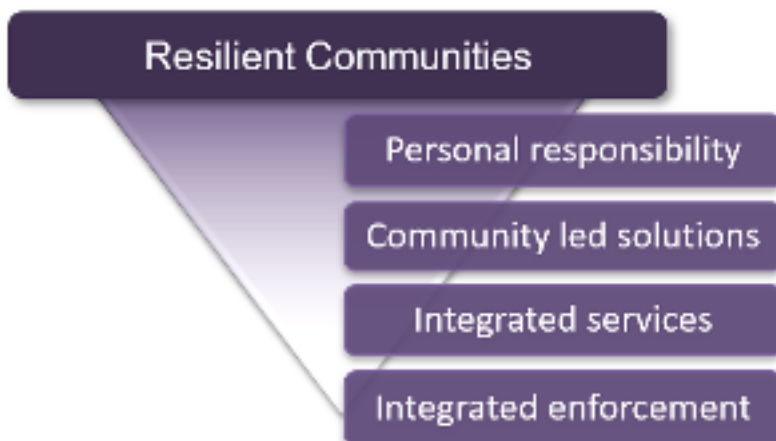 Resilient Communities
Personal responsibility
Community led solutions
Integrated services
Integrated enforcement